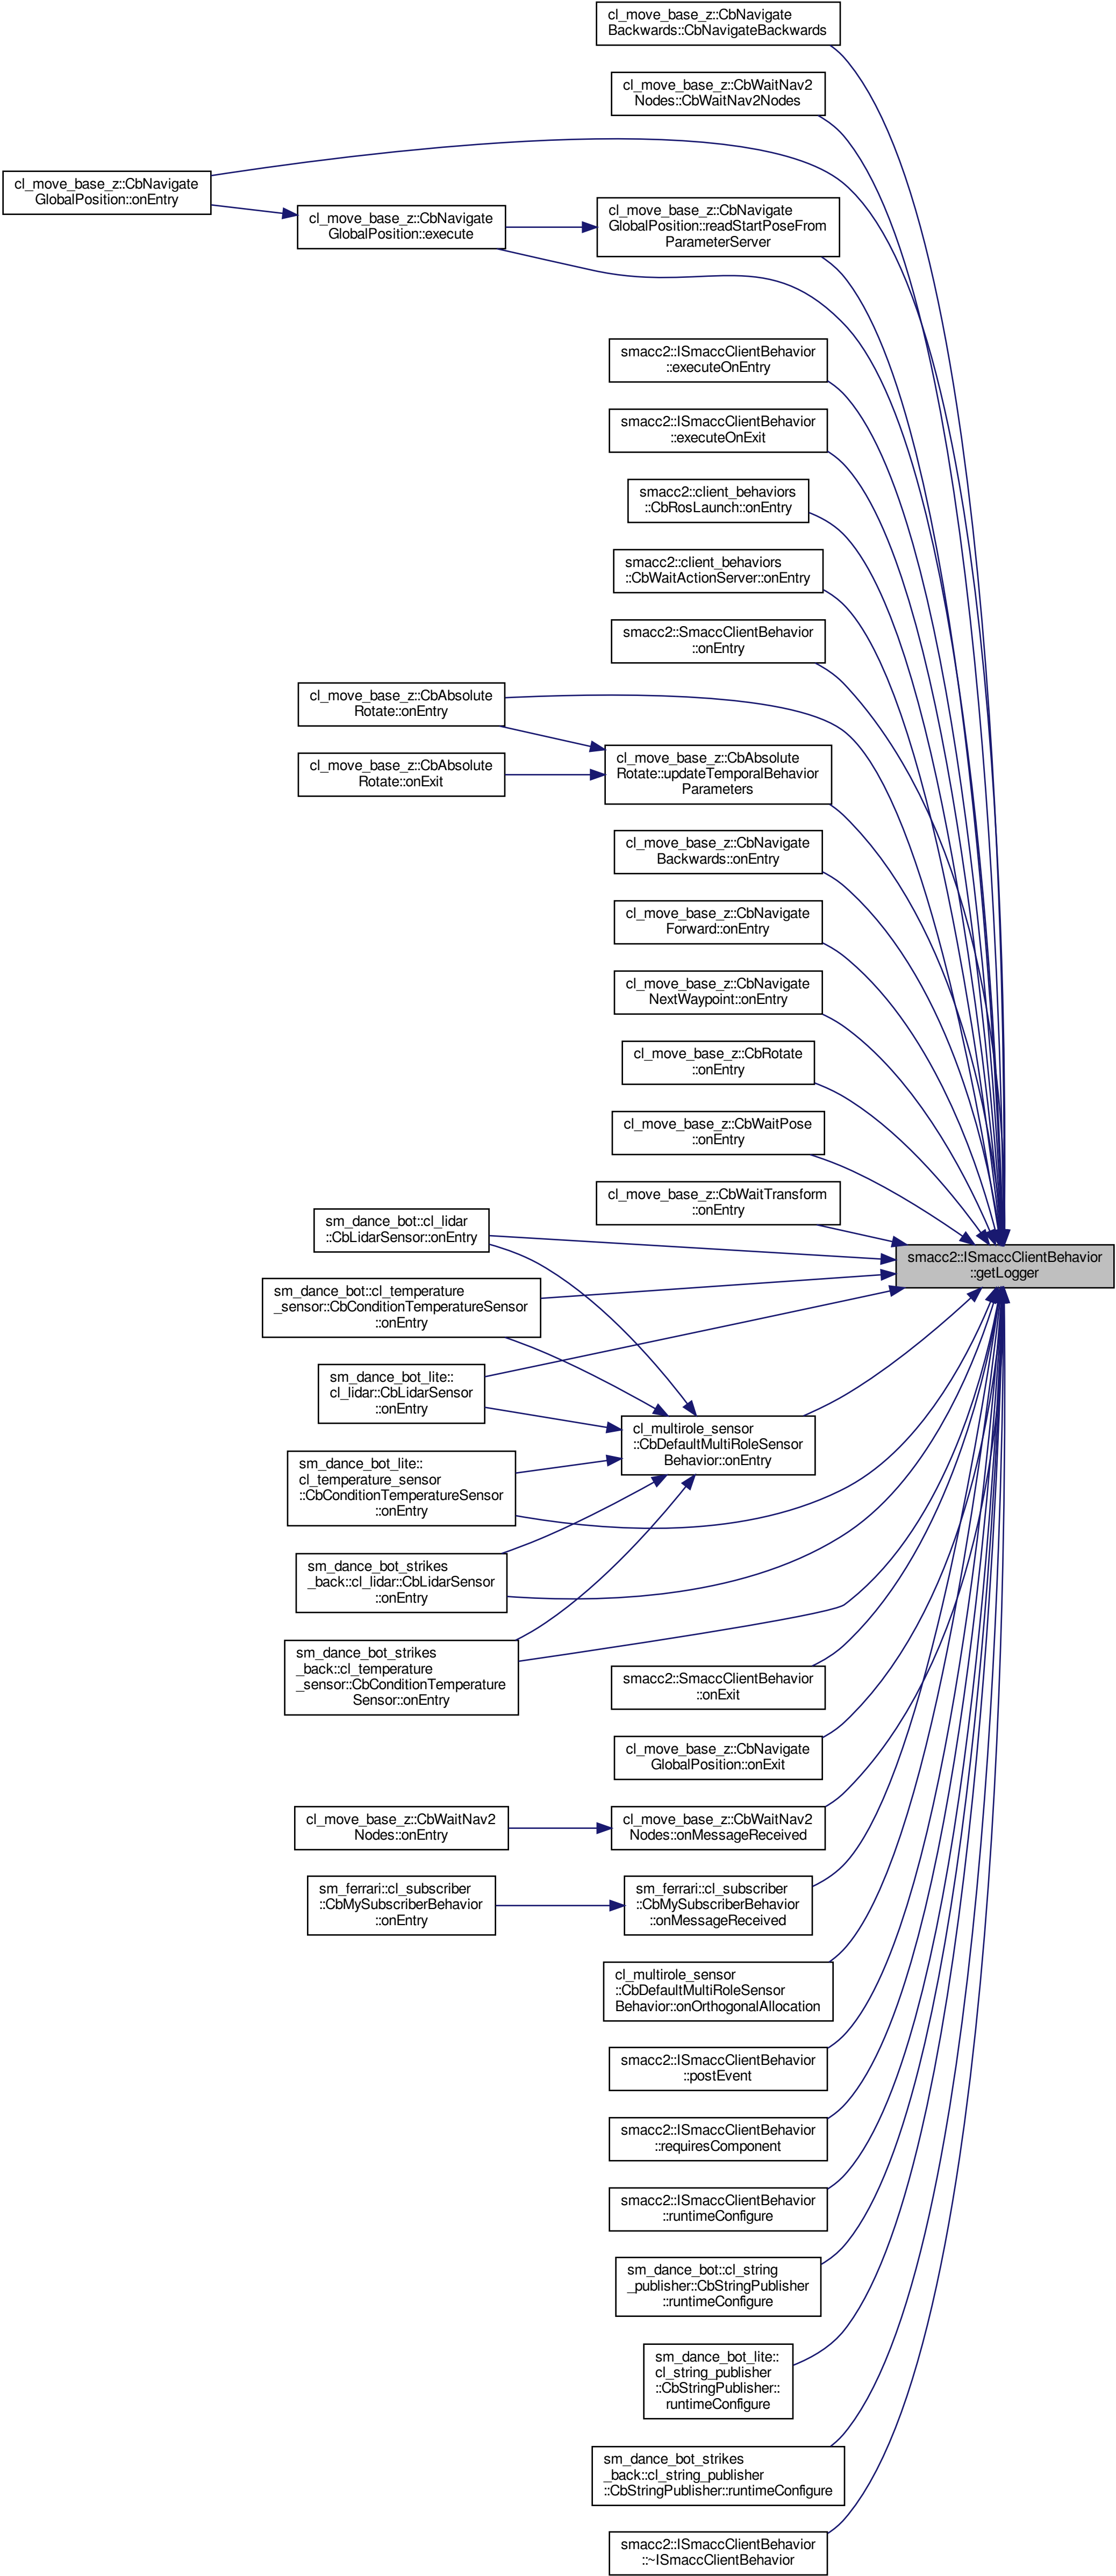 cl_move_base_z::CbNavigate
Backwards::CbNavigateBackwards
cl_move_base_z::CbWaitNav2
Nodes::CbWaitNav2Nodes
cl_move_base_z::CbNavigate
GlobalPosition::onEntry
cl_move_base_z::CbNavigate
GlobalPosition::execute
cl_move_base_z::CbNavigate
GlobalPosition::readStartPoseFrom
ParameterServer
smacc2::ISmaccClientBehavior
::executeOnEntry
smacc2::ISmaccClientBehavior
::executeOnExit
smacc2::client_behaviors
::CbRosLaunch::onEntry
smacc2::client_behaviors
::CbWaitActionServer::onEntry
smacc2::SmaccClientBehavior
::onEntry
cl_move_base_z::CbAbsolute
Rotate::onEntry
cl_move_base_z::CbAbsolute
Rotate::onExit
cl_move_base_z::CbAbsolute
Rotate::updateTemporalBehavior
Parameters
cl_move_base_z::CbNavigate
Backwards::onEntry
cl_move_base_z::CbNavigate
Forward::onEntry
cl_move_base_z::CbNavigate
NextWaypoint::onEntry
cl_move_base_z::CbRotate
::onEntry
cl_move_base_z::CbWaitPose
::onEntry
cl_move_base_z::CbWaitTransform
::onEntry
smacc2::ISmaccClientBehavior
::getLogger
sm_dance_bot::cl_lidar
::CbLidarSensor::onEntry
sm_dance_bot::cl_temperature
_sensor::CbConditionTemperatureSensor
::onEntry
sm_dance_bot_lite::
cl_lidar::CbLidarSensor
::onEntry
cl_multirole_sensor
::CbDefaultMultiRoleSensor
Behavior::onEntry
sm_dance_bot_lite::
cl_temperature_sensor
::CbConditionTemperatureSensor
::onEntry
sm_dance_bot_strikes
_back::cl_lidar::CbLidarSensor
::onEntry
sm_dance_bot_strikes
_back::cl_temperature
_sensor::CbConditionTemperature
Sensor::onEntry
smacc2::SmaccClientBehavior
::onExit
cl_move_base_z::CbNavigate
GlobalPosition::onExit
cl_move_base_z::CbWaitNav2
Nodes::onEntry
cl_move_base_z::CbWaitNav2
Nodes::onMessageReceived
sm_ferrari::cl_subscriber
::CbMySubscriberBehavior
::onEntry
sm_ferrari::cl_subscriber
::CbMySubscriberBehavior
::onMessageReceived
cl_multirole_sensor
::CbDefaultMultiRoleSensor
Behavior::onOrthogonalAllocation
smacc2::ISmaccClientBehavior
::postEvent
smacc2::ISmaccClientBehavior
::requiresComponent
smacc2::ISmaccClientBehavior
::runtimeConfigure
sm_dance_bot::cl_string
_publisher::CbStringPublisher
::runtimeConfigure
sm_dance_bot_lite::
cl_string_publisher
::CbStringPublisher::
runtimeConfigure
sm_dance_bot_strikes
_back::cl_string_publisher
::CbStringPublisher::runtimeConfigure
smacc2::ISmaccClientBehavior
::~ISmaccClientBehavior